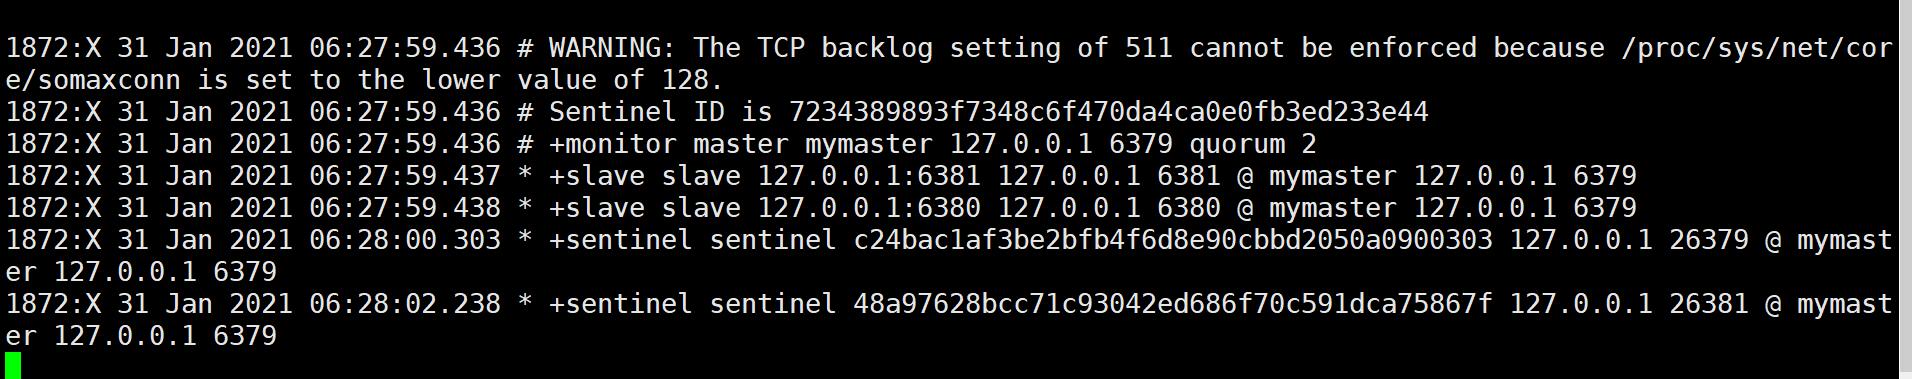 1872:X 31 Jan 2021 06:27:59.436 # WARNING: The TCP backlog setting of 511 cannot be enforced because /proc/sys/net/cor
e/somaxconn is set to the lower value of 128.
1872:X 31 Jan 2021 06:27:59.436 # Sentinel ID is 7234389893f7348c6f470da4ca0e0fb3ed233e44
1872:X 31 Jan 2021 06:27:59.436 # +monitor master mymaster 127.0.0.1 6379 quorum 2
1872:X 31 Jan 2021 06:27:59.437 * +slave slave 127.0.0.1:6381 127.0.0.1 6381 @ mymaster 127.0.0.1 6379
1872:X 31 Jan 2021 06:27:59.438 * +slave slave 127.0.0.1:6380 127.0.0.1 6380 @ mymaster 127.0.0.1 6379
1872:X 31 Jan 2021 06:28:00.303 * +sentinel sentinel c24bac1af3be2bfb4f6d8e90cbbd2050a0900303 127.0.0.1 26379 @ mymast
er 127.0.0.1 6379
1872:X 31 Jan 2021 06:28:02.238 * +sentinel sentinel 48a97628bcc71c93042ed686f70c591dca75867f 127.0.0.1 26381 @ mymast
er 127.0.0.1 6379